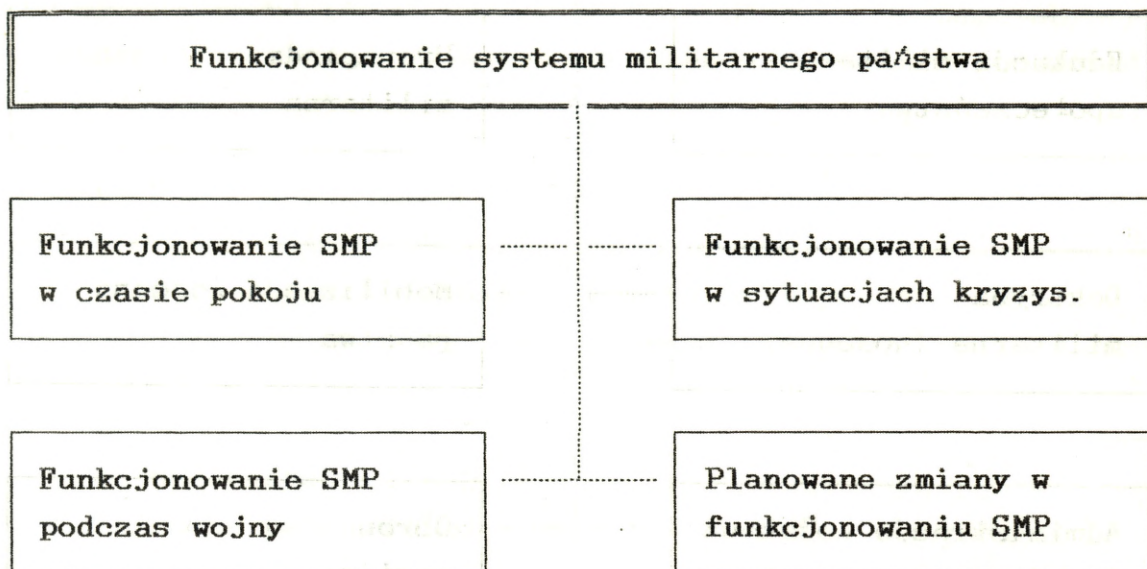 Funkcjonowanie systemu militarnego państwa
Funkcjonowanie SMP
w czasie pokoju
Funkcjonowanie SMP
w sytuacjach kryzys.
Funkcjonowanie SMP
podczas wojny
Planowane zmiany w
funkcjonowaniu SMP